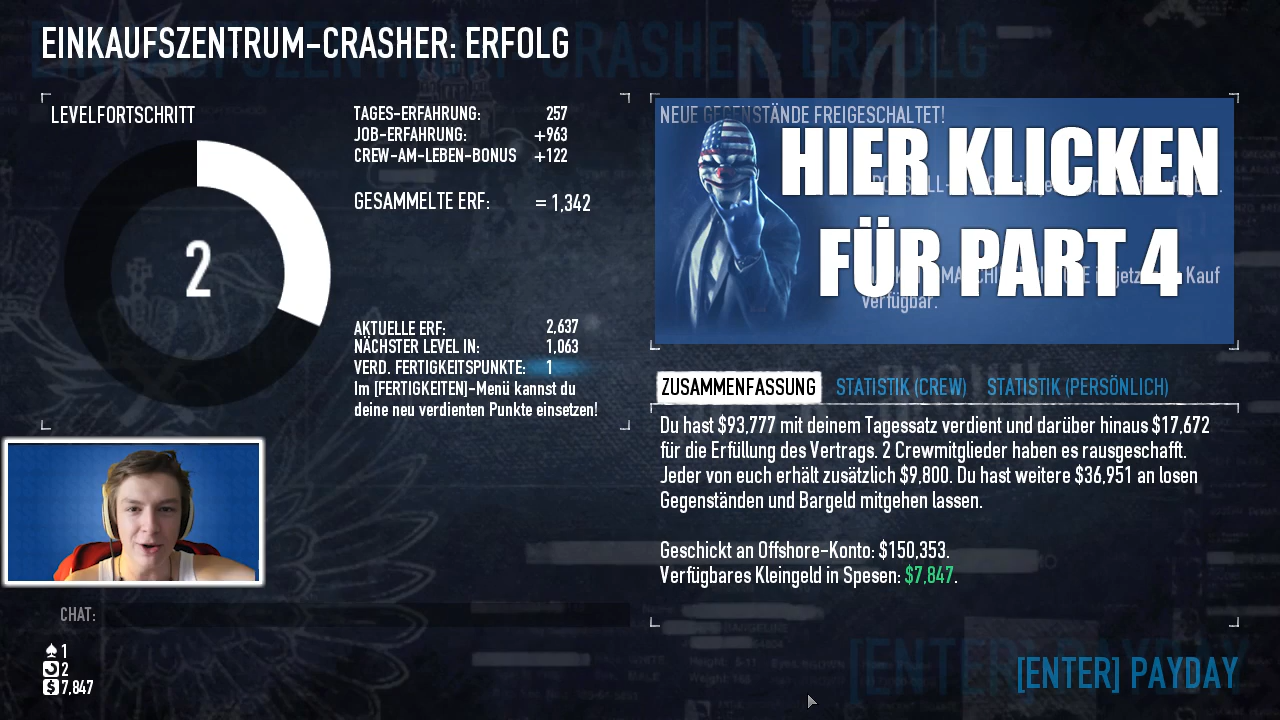 EINKAUFSZENTRUM-CRASHER: ERFOLG
LEVELFORTSCHRITT
2
TAGES-ERFAHRUNG: 257
JOB-ERFAHRUNG: +963
CREW-AM-LEBEN-BONUS +122
GESAMMELTE ERF: = 1,342
AKTUELLE ERF: 2,637
NÄCHSTER LEVEL IN: 1,063
VERD. FERTIGKEITSPUNKTE: 1
Im [FERTIGKEITEN]-Menü kannst du
deine neu verdienten Punkte einsetzen!
NEUE GEGENSTÄNDE FREIGESCHALTET!
HIER KLICKEN
FÜR PART 4
Kauf
verfügbar.
ZUSAMMENFASSUNG STATISTIK (CREW) STATISTIK (PERSÖNLICH)
Du hast $93,777 mit deinem Tagessatz verdient und darüber hinaus $17,672
für die Erfüllung des Vertrags. 2 Crewmitglieder haben es rausgeschafft.
Jeder von euch erhält zusätzlich $9,800. Du hast weitere $36,951 an losen
Gegenständen und Bargeld mitgehen lassen.
Geschickt an Offshore-Konto: $150,353.
Verfügbares Kleingeld in Spesen: $7,847.
CHAT:
1
2
7,847
[ENTER] PAYDAY